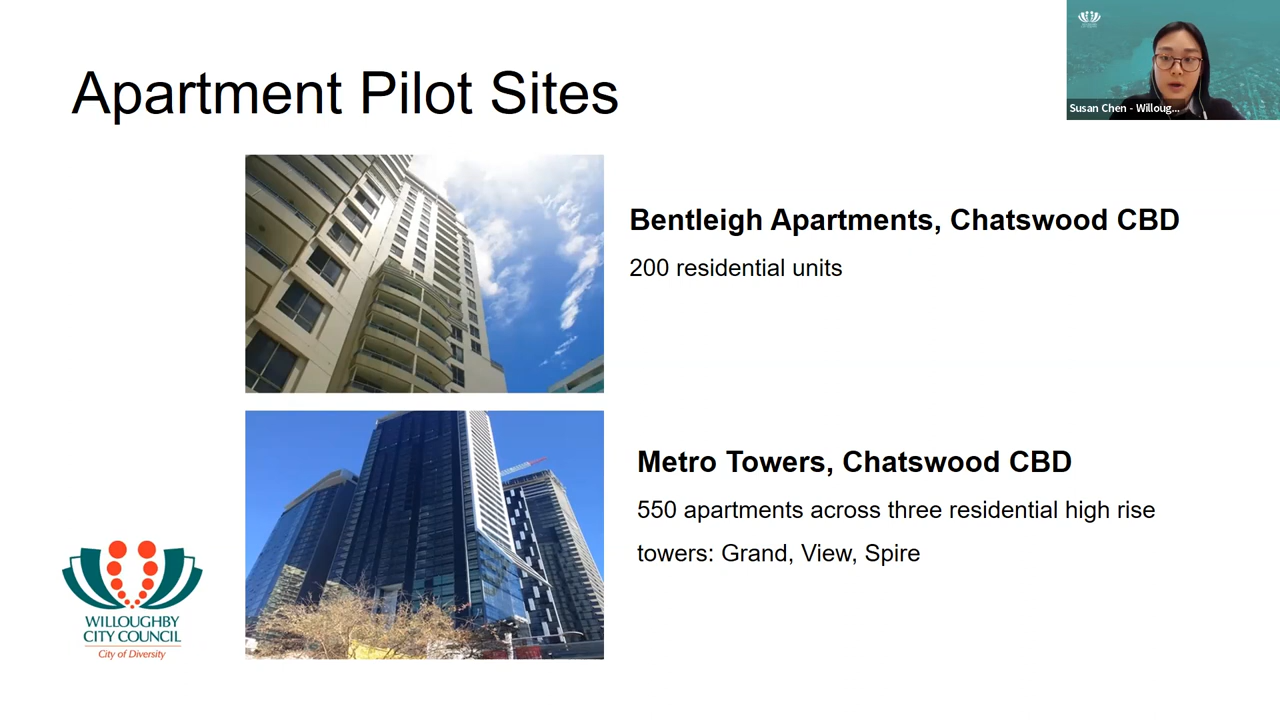 Apartment Pilot Sites
Susan Chen - Willoug...
Bentleigh Apartments, Chatswood CBD
200 residential units
Metro Towers, Chatswood CBD
550 apartments across three residential high rise
towers: Grand, View, Spire
WILLOUGHBY
CITY COUNCIL
City of Diversity